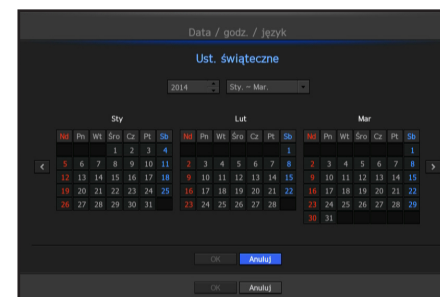 Data / godz. / język
Ust. świąteczne
2014 Sty. ~ Mar.
Sty Lut Mar
Nd Pn Wt Śro Cz Pt Sb Nd Pn Wt Śro Cz Pt Sb Nd Pn Wt Śro Cz Pt Sb
1 2 3 4 1 1
5 6 7 8 9 10 11 2 3 4 5 6 7 8 2 3 4 5 6 7 8
12 13 14 15 16 17 18 9 10 11 12 13 14 15 9 10 11 12 13 14 15
19 20 21 22 23 24 25 16 17 18 19 20 21 22 16 17 18 19 20 21 22
26 27 28 29 30 31 23 24 25 26 27 28 23 24 25 26 27 28 29
30 31
OK Anuluj
OK Anuluj